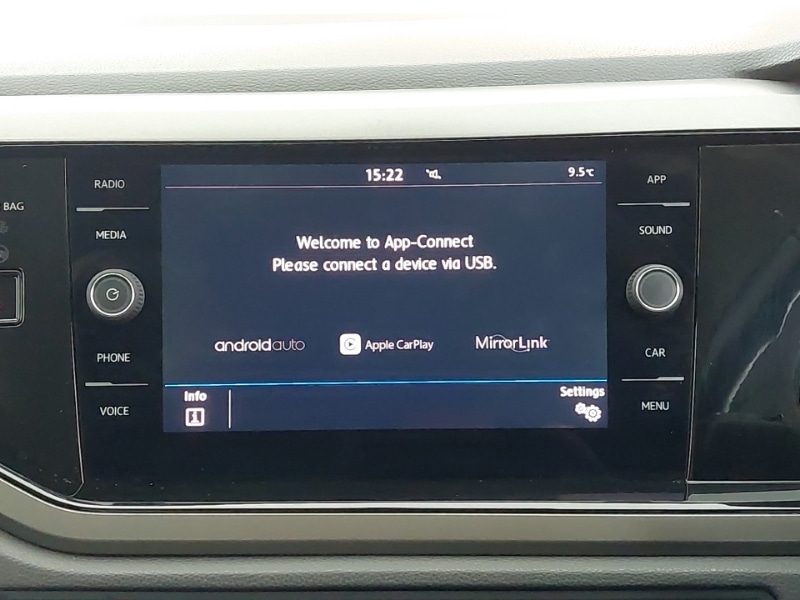 15:22
9.5°C
RADIO
APP
BAG
MEDIA
SOUND
Welcome to App-Connect
Please connect a device via USB.
androidauto
Apple CarPlay
MirrorLink
PHONE
CAR
Info
Settings
VOICE
MENU